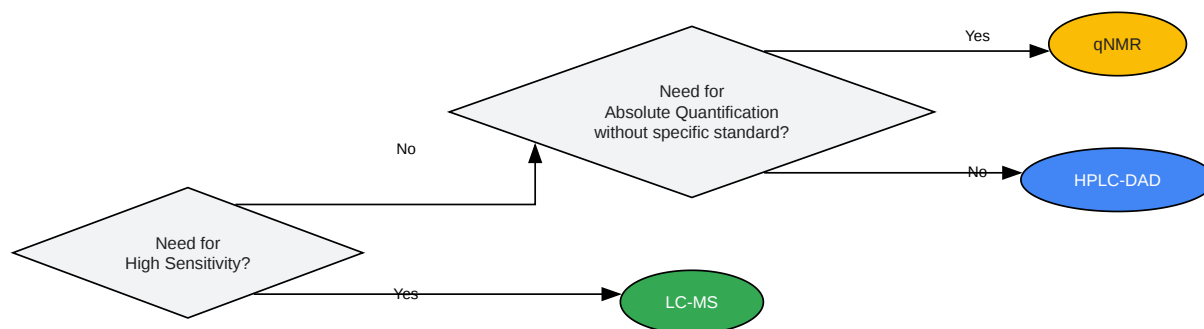 Yes
qNMR
Need for
Absolute Quantification
without specific standard?
No
No
HPLC-DAD
Need for
High Sensitivity?
Yes
LC-MS